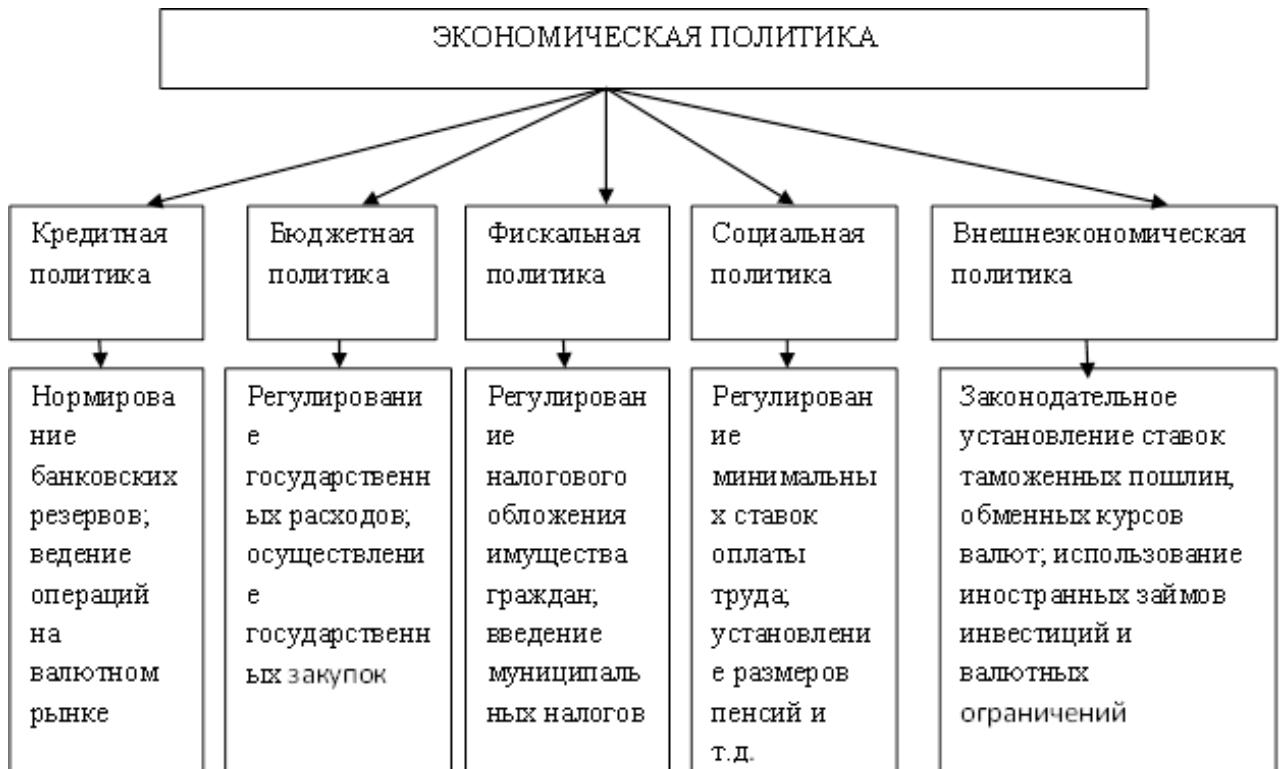 ЭКОНОМИЧЕСКАЯ ПОЛИТИКА
Кредитная
политика
Бюджетная
политика
Фискальная
политика
Социальная
политика
Внешнеэкономическая
политика
Нормирова
ние
банковских
резервов;
ведение
операций
на
валютном
рынке
Регулировани
е
государственн
ых расходов;
осуществлени
е
государственн
ых закупок
Регулирован
ие
налогового
обложения
имущества
граждан;
введение
муниципаль
ных налогов
Регулирован
ие
минимальны
х ставок
оплаты
труда;
установлени
е размеров
пенсий и
т.д.
Законодательное
установление ставок
таможенных пошлин,
обменных курсов
валют; использование
иностранных займов
инвестиций и
валютных
ограничений